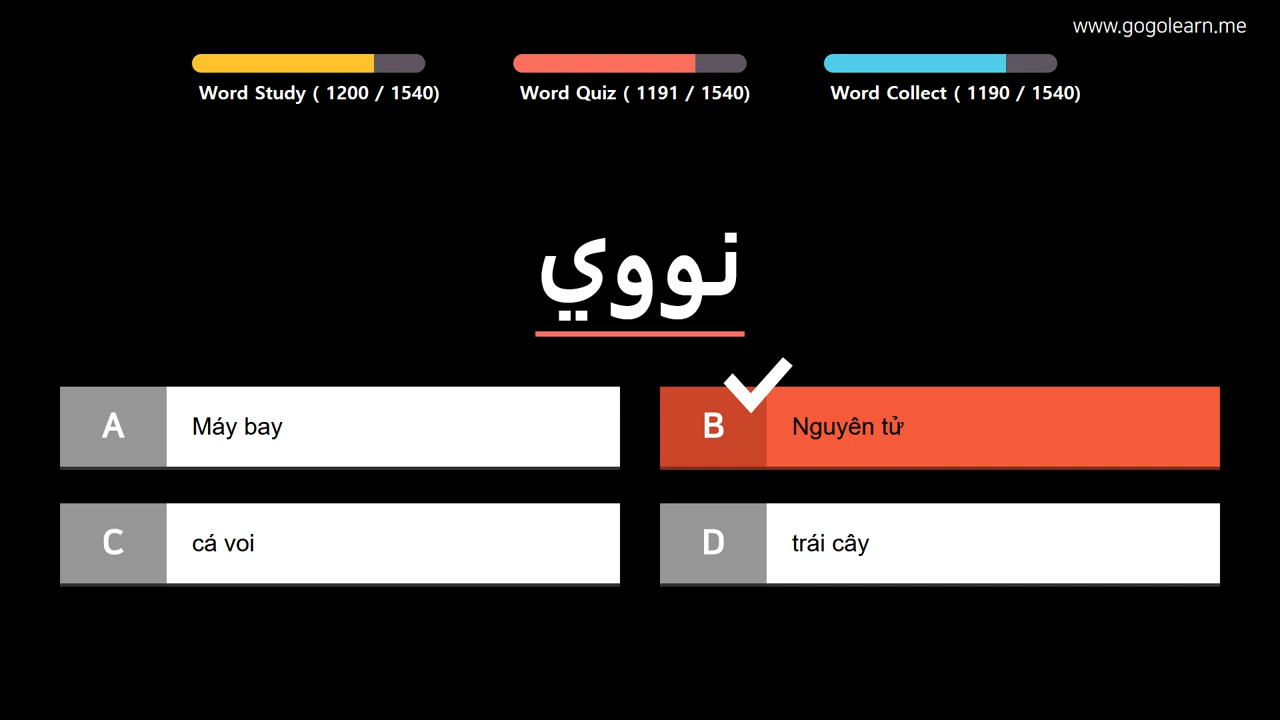 www.gogolearn.me
Word Study ( 1200 / 1540)
Word Quiz ( 1191 / 1540)
Word Collect ( 1190 / 1540)
نووي
A Máy bay
B Nguyên tử
C cá voi
D trái cây